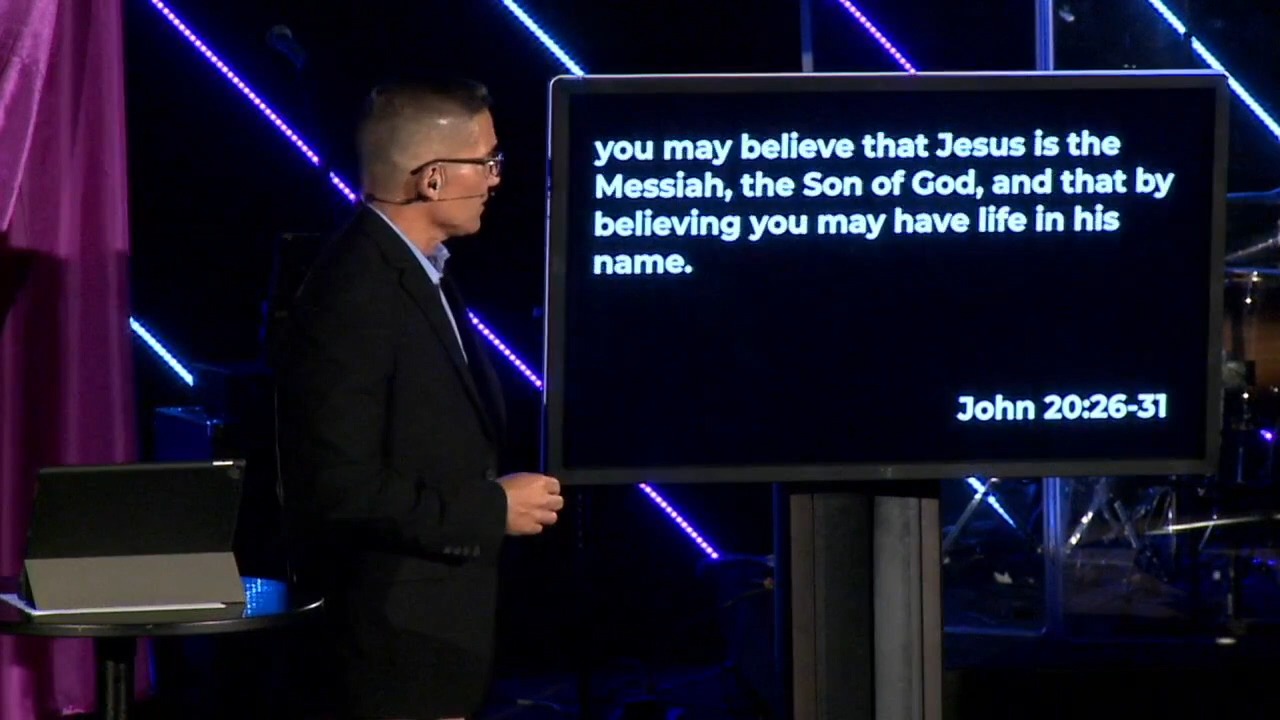 you may believe that Jesus is the
Messiah, the Son of God, and that by
believing you may have life in his
name.
John 20:26-31